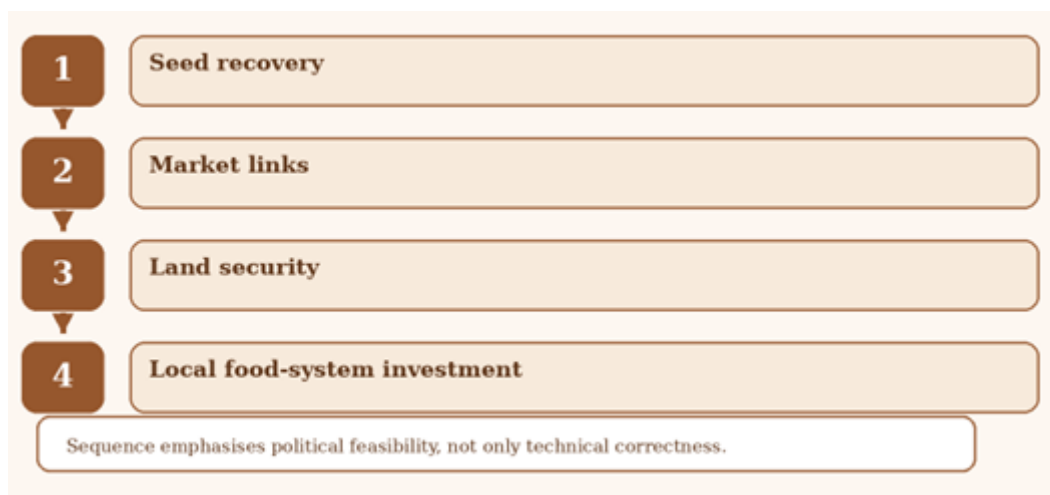 1
Seed recovery
2
Market links
3
Land security
4
Local food-system investment
Sequence emphasises political feasibility, not only technical correctness.